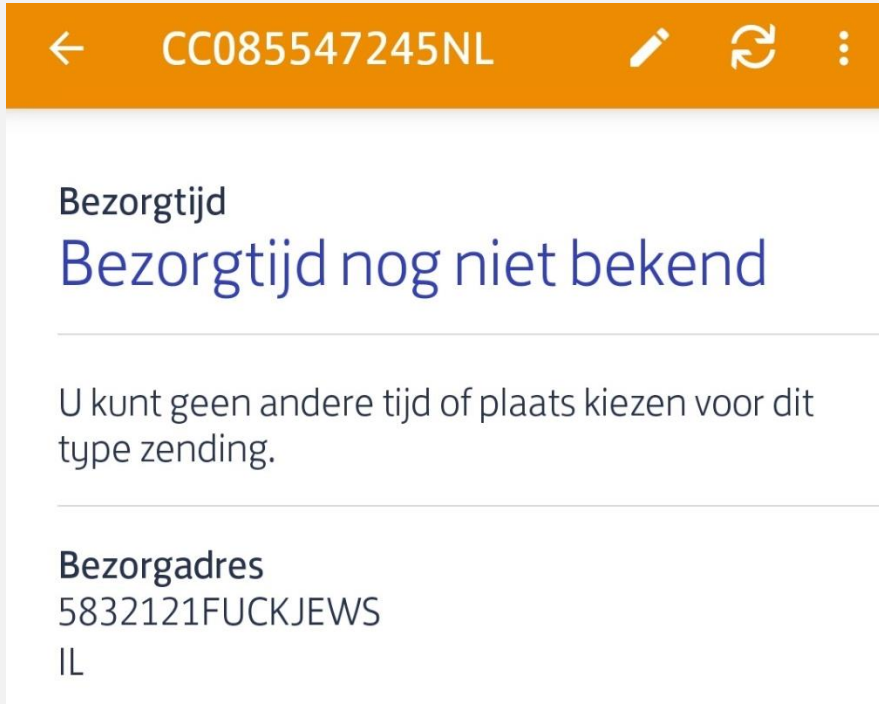 CC085547245NL
Bezorgtijd
Bezorgtijd nog niet bekend
U kunt geen andere tijd of plaats kiezen voor dit
type zending.
Bezorgadres
5832121FUCKJEWS
IL